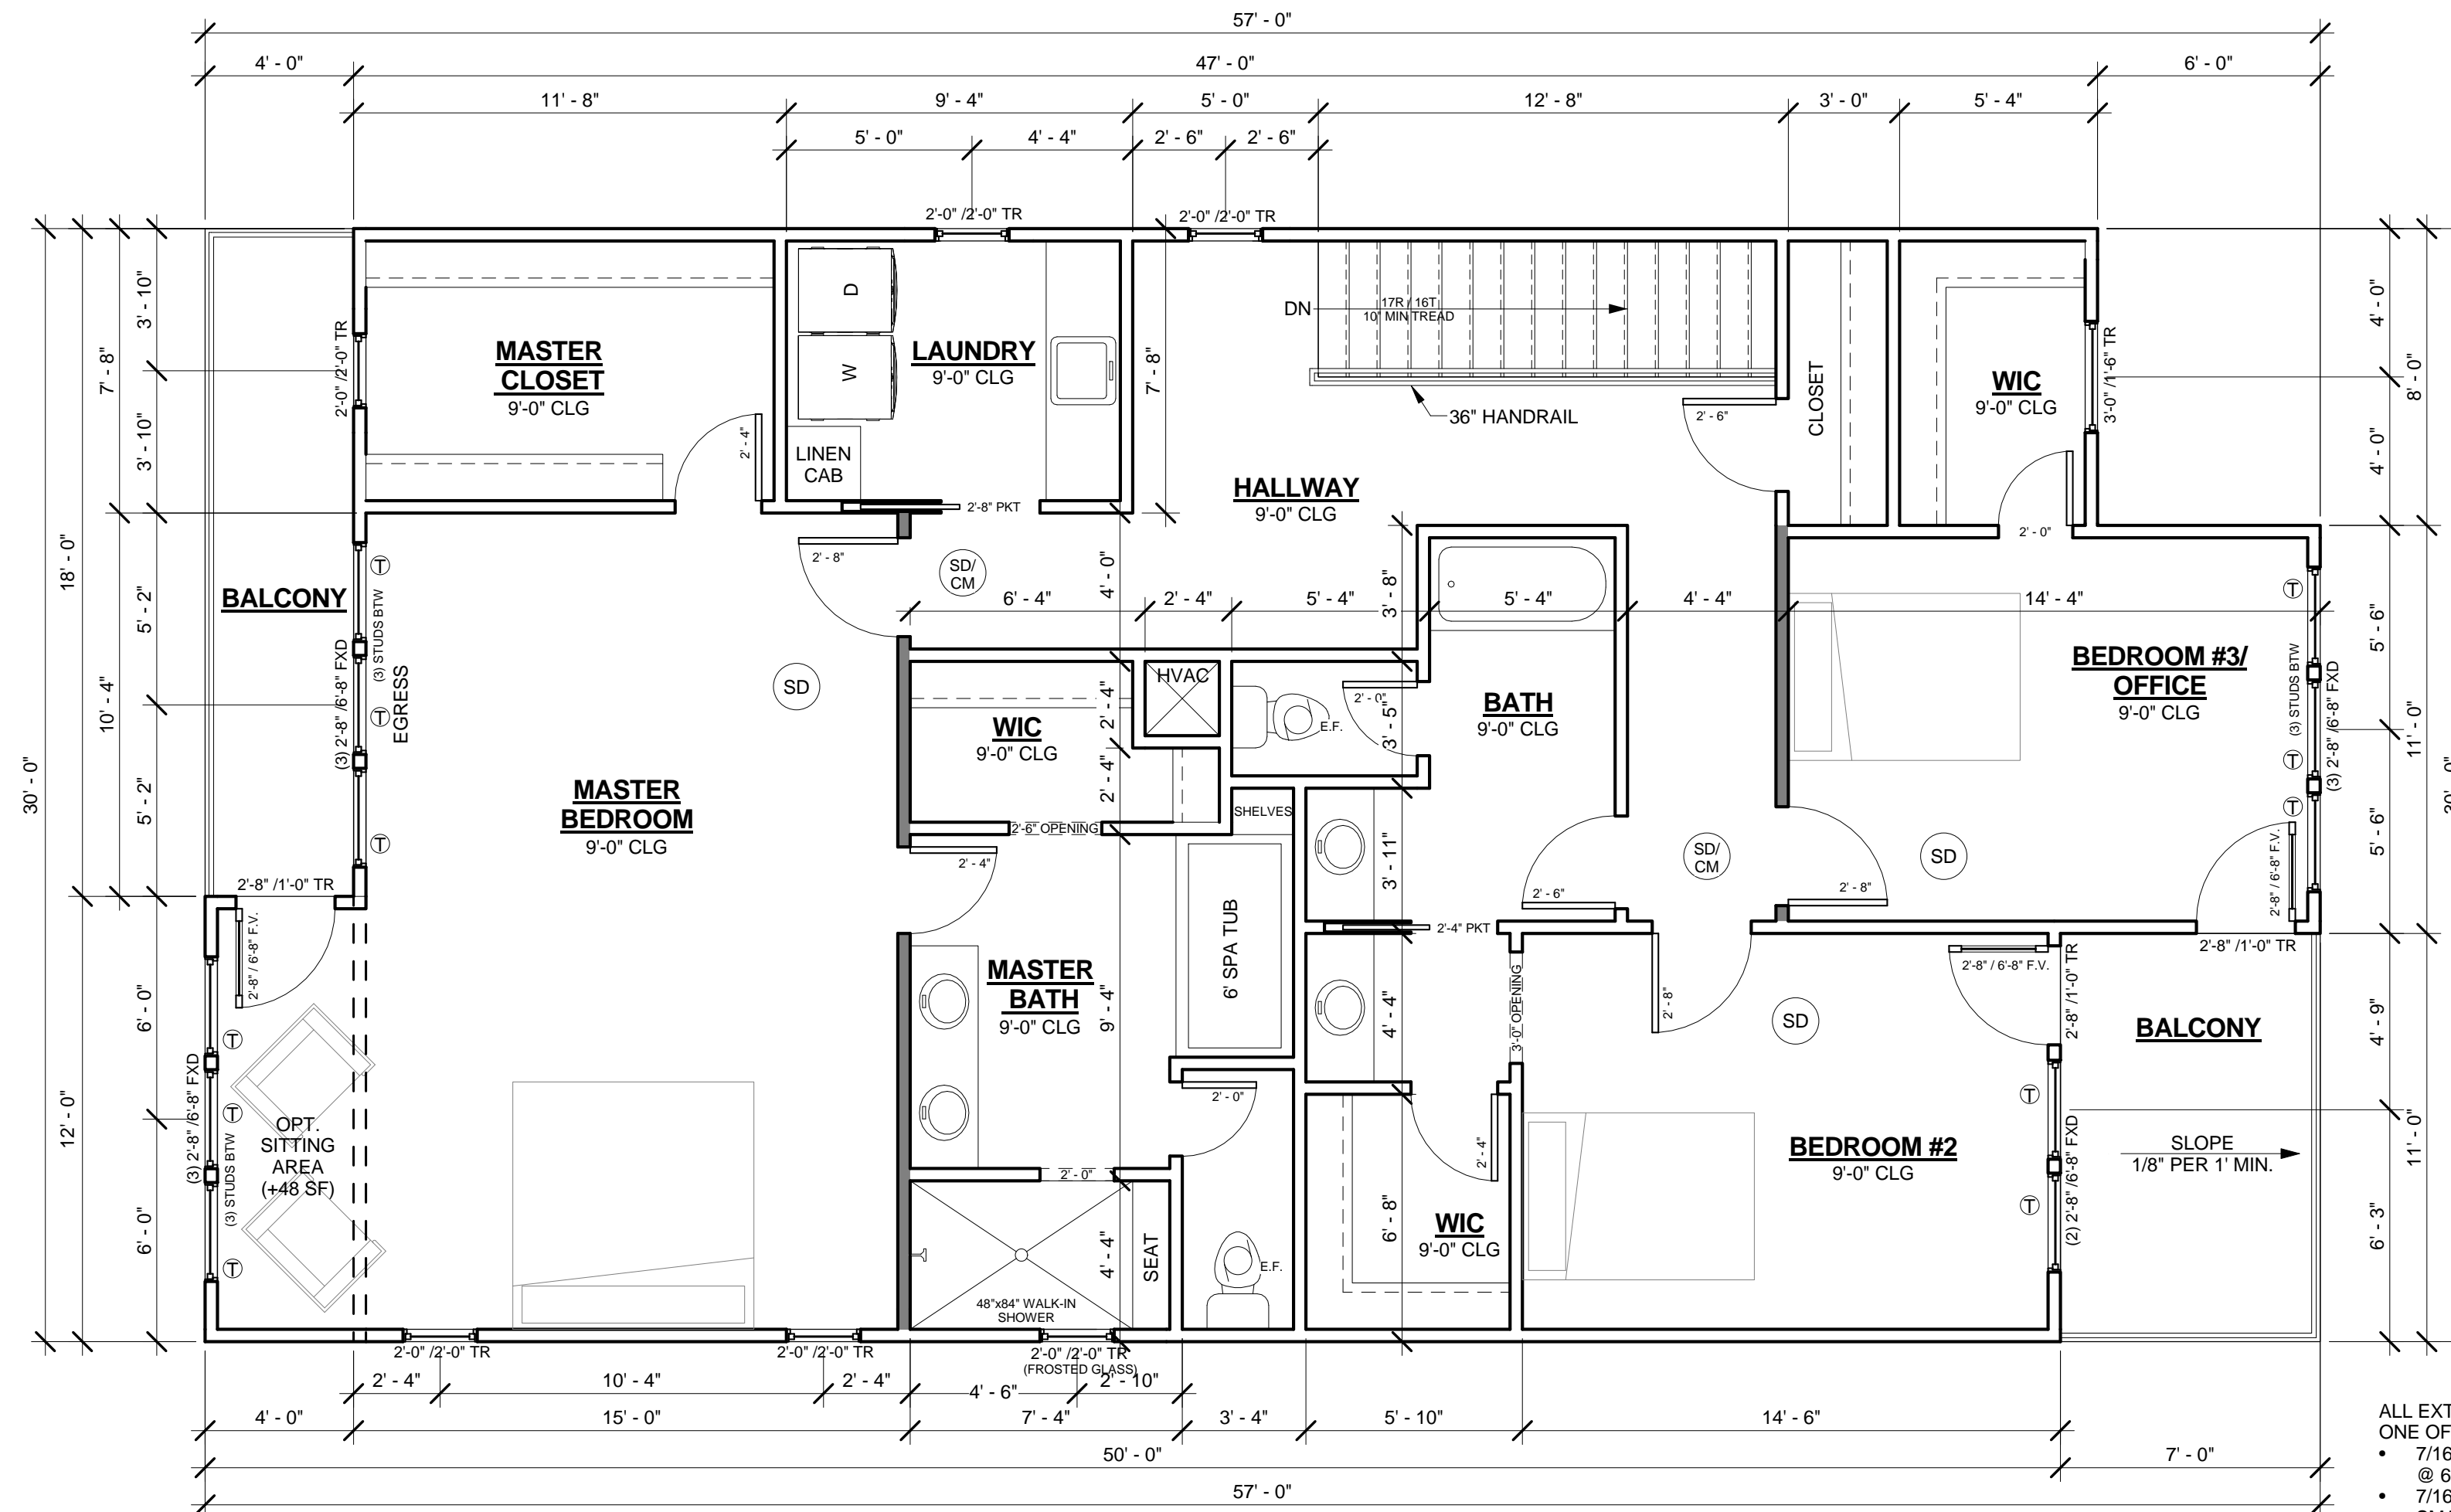 57' - 0"
4' - 0"
47' - 0"
6' - 0"
11' - 8"
9' - 4"
5' - 0"
12' - 8"
3' - 0"
5' - 4"
5' - 0"
4' - 4"
2' - 6"
2' - 6"
2'-0" /2'-0" TR
2'-0" /2'-0" TR
30' - 0"
18' - 0"
12' - 0"
7' - 8"
10' - 4"
3' - 10"
3' - 10"
5' - 2"
5' - 2"
6' - 0"
6' - 0"
BALCONY
2'-0" /2'-0" TR
MASTER
CLOSET
9'-0" CLG
2' - 4"
D
W
LINEN
CAB
LAUNDRY
9'-0" CLG
2'-8" PKT
7' - 8"
DN
17R / 16T
10" MIN TREAD
36" HANDRAIL
HALLWAY
9'-0" CLG
2' - 6"
CLOSET
WIC
9'-0" CLG
3'-0" /1'-6" TR
2' - 0"
4' - 0"
4' - 0"
8' - 0"
(3) 2'-8" /6'-8" FXD
(3) STUDS BTW
EGRESS
T
T
T
2' - 8"
SD/
CM
SD
MASTER
BEDROOM
9'-0" CLG
6' - 4"
2' - 4"
5' - 4"
5' - 4"
4' - 4"
14' - 4"
4' - 0"
3' - 8"
HVAC
WIC
9'-0" CLG
2' - 4"
2' - 4"
2'-6" OPENING
SHELVES
E.F.
2' - 0"
3' - 5"
BATH
9'-0" CLG
BEDROOM #3/
OFFICE
9'-0" CLG
T
T
T
(3) STUDS BTW
(3) 2'-8" /6'-8" FXD
5' - 6"
5' - 6"
11' - 0"
2' - 4"
3' - 11"
2' - 6"
SD/
CM
2' - 8"
SD
2'-8" / 6'-8" F.V.
2'-8" /1'-0" TR
2'-8" /1'-0" TR
2'-8" / 6'-8" F.V.
6' SPA TUB
MASTER
BATH
9'-0" CLG
9' - 4"
2'-4" PKT
3'-0" OPENING
4' - 4"
2' - 8"
SD
2'-8" / 6'-8" F.V.
2'-8" /1'-0" TR
BALCONY
SLOPE
1/8" PER 1' MIN.
4' - 9"
6' - 3"
11' - 0"
(3) 2'-8" /6'-8" FXD
(3) STUDS BTW
T
T
T
OPT.
SITTING
AREA
(+48 SF)
2' - 0"
2' - 0"
4' - 4"
SEAT
48"x84" WALK-IN
SHOWER
E.F.
2' - 4"
6' - 8"
WIC
9'-0" CLG
BEDROOM #2
9'-0" CLG
T
T
(2) 2'-8" /6'-8" FXD
2'-0" /2'-0" TR
2'-0" /2'-0" TR
2'-0" /2'-0" TR
(FROSTED GLASS)
2' - 4"
10' - 4"
2' - 4"
4' - 6"
2' - 10"
4' - 0"
15' - 0"
7' - 4"
3' - 4"
5' - 10"
14' - 6"
50' - 0"
7' - 0"
57' - 0"
ALL EXT
ONE OF
• 7/16
@ 6
• 7/16